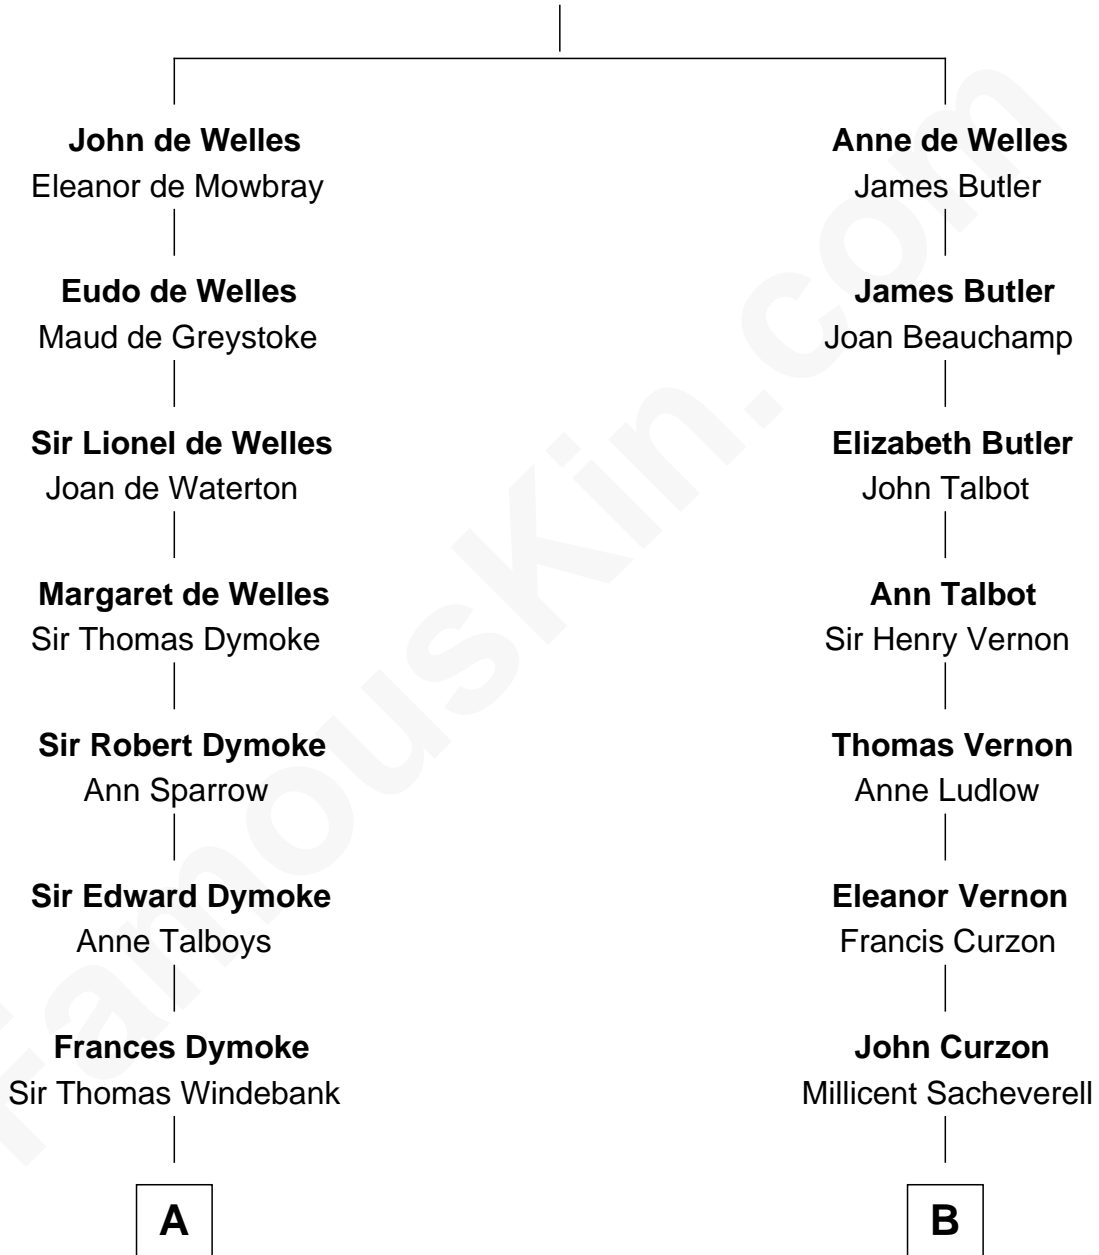 John de Welles
Eleanor de Mowbray
Eudo de Welles
Maud de Greystoke
Sir Lionel de Welles
Joan de Waterton
Margaret de Welles
Sir Thomas Dymoke
Sir Robert Dymoke
Ann Sparrow
Sir Edward Dymoke
Anne Talboys
Frances Dymoke
Sir Thomas Windebank
A
Anne de Welles
James Butler
James Butler
Joan Beauchamp
Elizabeth Butler
John Talbot
Ann Talbot
Sir Henry Vernon
Thomas Vernon
Anne Ludlow
Eleanor Vernon
Francis Curzon
John Curzon
Millicent Sacheverell
B
FamousKin.com